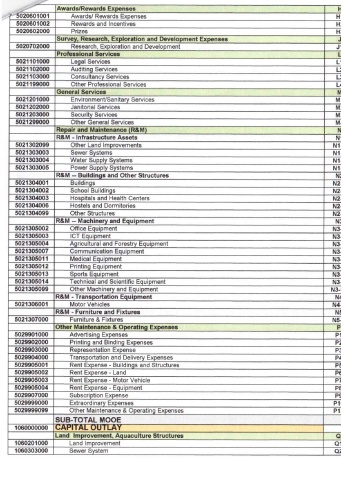 Awards/Rewards Expenses H
5020601001 Awards/ Rewards Expenses H
5020601002 Rewards and Incentives H
5020602000 Prizes H
Survey, Research, Exploration and Development Expenses J
5020702000 Research, Exploration and Development J
Professional Services L
5021101000 Legal Services L
5021102000 Auditing Services L
5021103000 Consultancy Services L
5021199000 Other Professional Services L
General Services M
5021201000 Environment/Sanitary Services M
5021202000 Janitorial Services M
5021203000 Security Services M
5021299000 Other General Services M
Repair and Maintenance (R&M) N
R&M - Infrastructure Assets N
5021302099 Other Land Improvements N1
5021303003 Sewer Systems N1
5021303004 Water Supply Systems N1
5021303005 Power Supply Systems N1
R&M -- Buildings and Other Structures N2
5021304001 Buildings N2
5021304002 School Buildings N2
5021304003 Hospitals and Health Centers N2
5021304006 Hostels and Dormitories N2
5021304099 Other Structures N2
R&M -- Machinery and Equipment N3
5021305002 Office Equipment N3-
5021305003 ICT Equipment N3-
5021305004 Agricultural and Forestry Equipment N3-
5021305007 Communication Equipment N3-
5021305011 Medical Equipment N3-
5021305012 Printing Equipment N3-
5021305013 Sports Equipment N3-
5021305014 Technical and Scientific Equipment N3-
5021305099 Other Machinery and Equipment N3-
R&M - Transportation Equipment N4
5021306001 Motor Vehicles N4-
R&M - Furniture and Fixtures N5
5021307000 Furniture & Fixtures N5-
Other Maintenance & Operating Expenses P
5029901000 Advertising Expenses P1
5029902000 Printing and Binding Expenses P2
5029903000 Representation Expense P3
5029904000 Transportation and Delivery Expenses P4
5029905001 Rent Expense - Buildings and Structures P5
5029905002 Rent Expense - Land P6
5029905003 Rent Expense - Motor Vehicle P7
5029905004 Rent Expense - Equipment P8
5029907000 Subscription Expense P9
5029999000 Extraordinary Expenses P1
5029999099 Other Maintenance & Operating Expenses P1
SUB-TOTAL MOOE
1060000000 CAPITAL OUTLAY
Land Improvement, Aquaculture Structures Q
1060201000 Land Improvement Q1
1060303000 Sewer System Q2